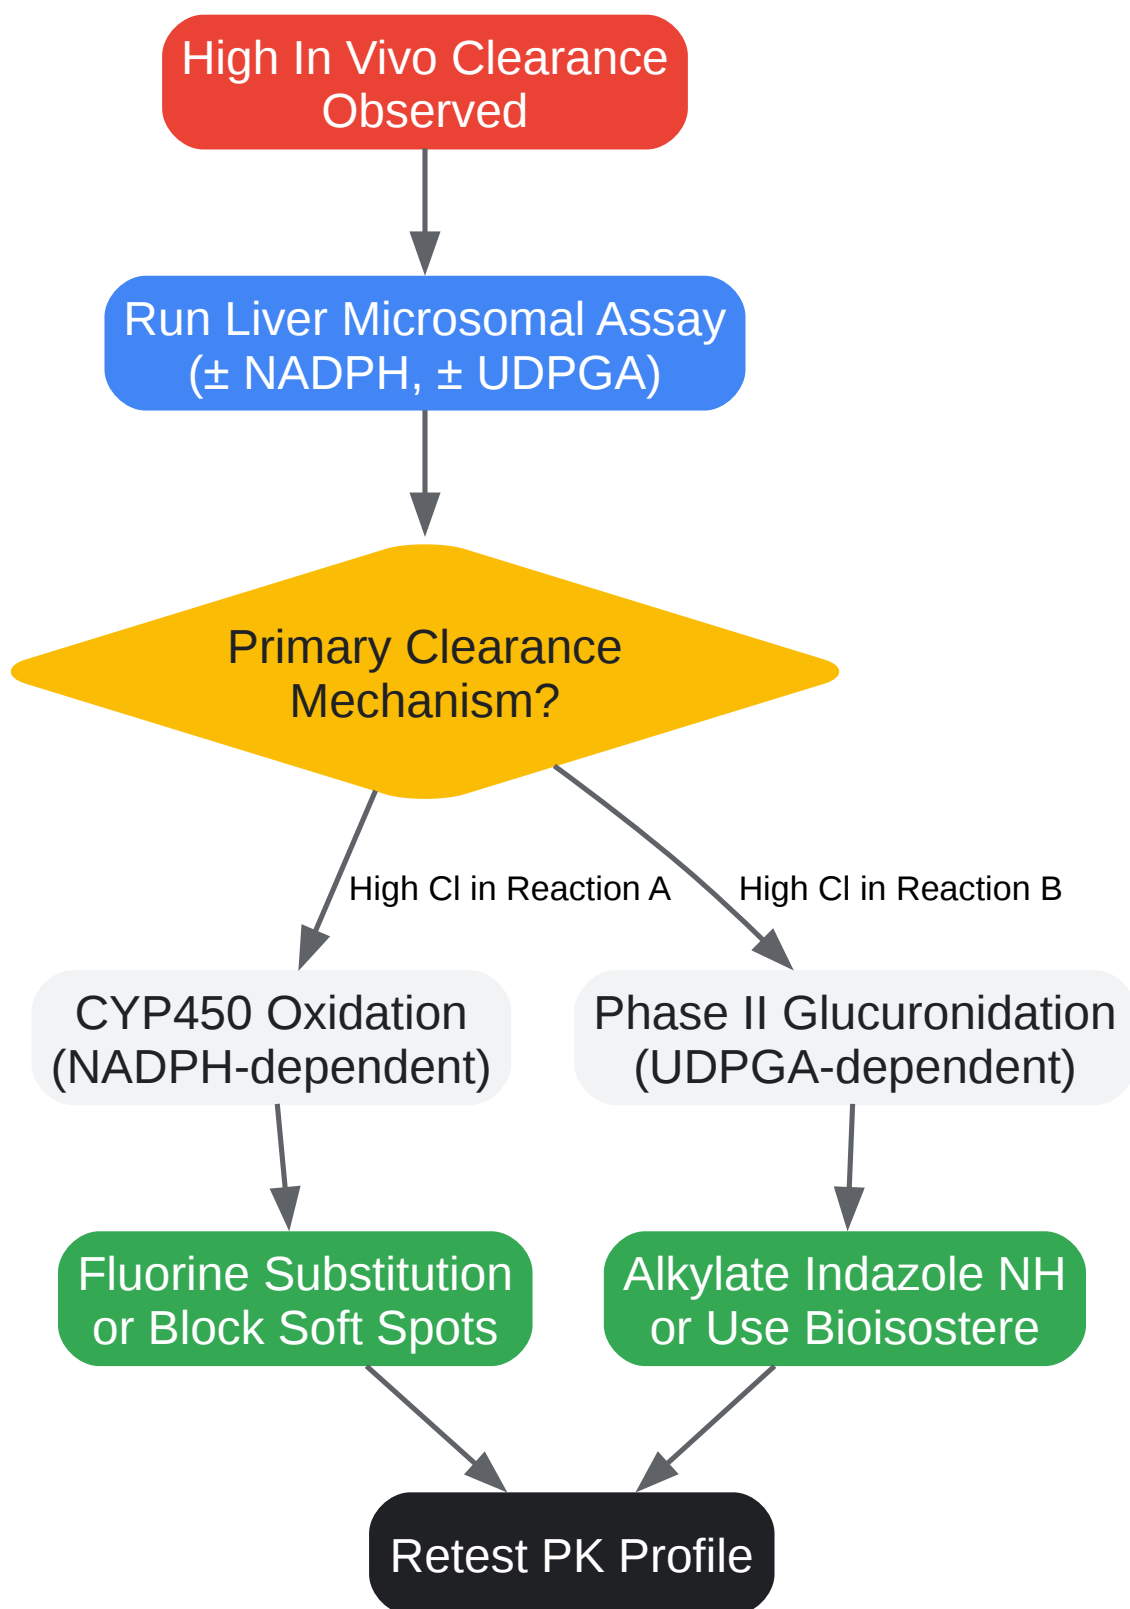 High In Vivo Clearance
Observed
Run Liver Microsomal Assay
(± NADPH, ± UDPGA)
Primary Clearance
Mechanism?
High Cl in Reaction A
High Cl in Reaction B
CYP450 Oxidation
(NADPH-dependent)
Phase II Glucuronidation
(UDPGA-dependent)
Fluorine Substitution
or Block Soft Spots
Alkylate Indazole NH
or Use Bioisostere
Retest PK Profile